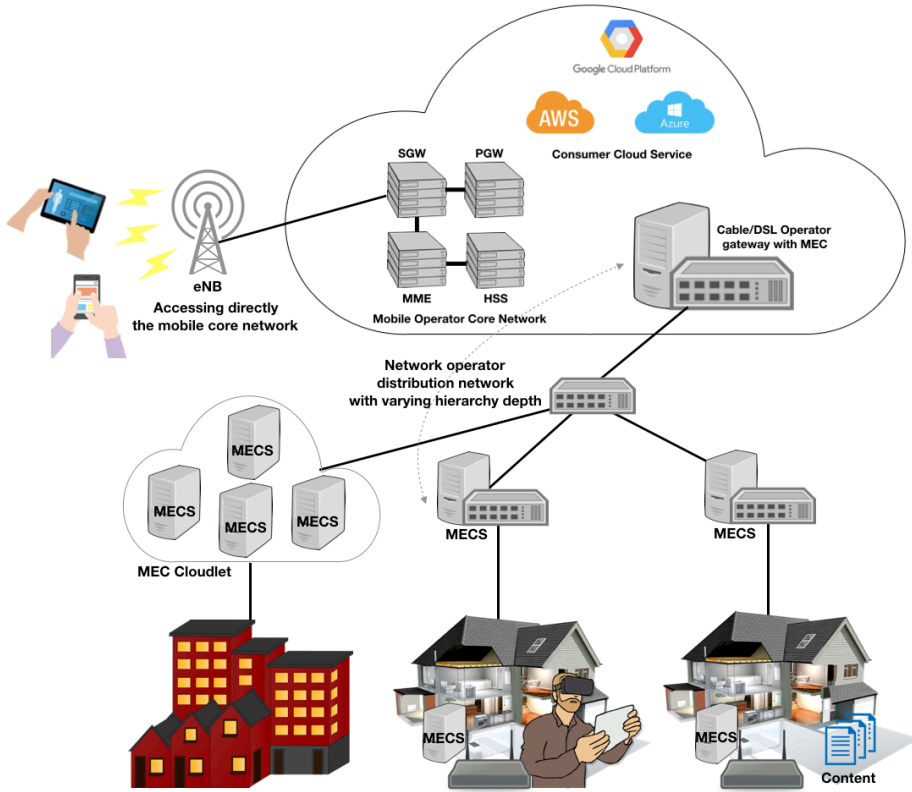 Google Cloud Platform
AWS
Azure
Consumer Cloud Service
SGW
PGW
MME
HSS
Mobile Operator Core Network
Cable/DSL Operator
gateway with MEC
eNB
Accessing directly
the mobile core network
Network operator
distribution network
with varying hierarchy depth
MECS
MECS
MECS
MECS
MEC Cloudlet
MECS
MECS
MECS
MECS
Content